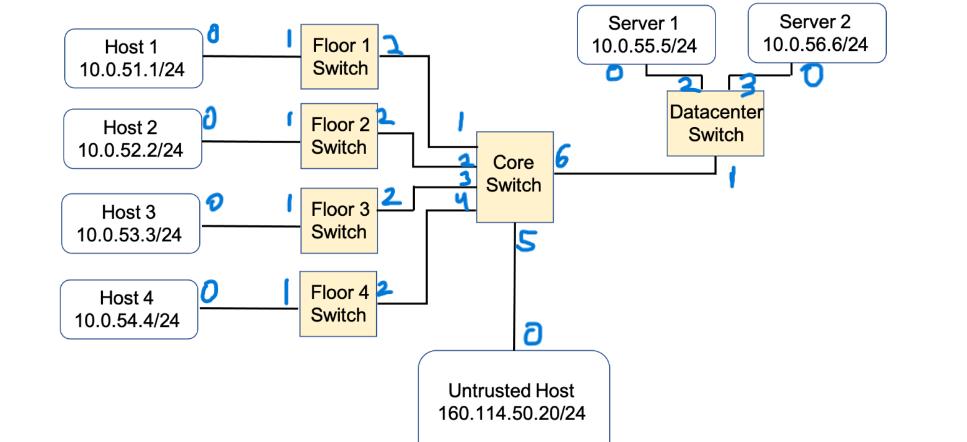 Server 1
10.0.55.5/24
Server 2
10.0.56.6/24
0
2
3
0
Datacenter
Switch
1
Host 1
10.0.51.1/24
0
1
Floor 1
Switch
2
Host 2
10.0.52.2/24
0
1
Floor 2
Switch
2
Host 3
10.0.53.3/24
0
1
Floor 3
Switch
2
Host 4
10.0.54.4/24
0
1
Floor 4
Switch
2
1
2
3
4
Core
Switch
6
5
0
Untrusted Host
160.114.50.20/24